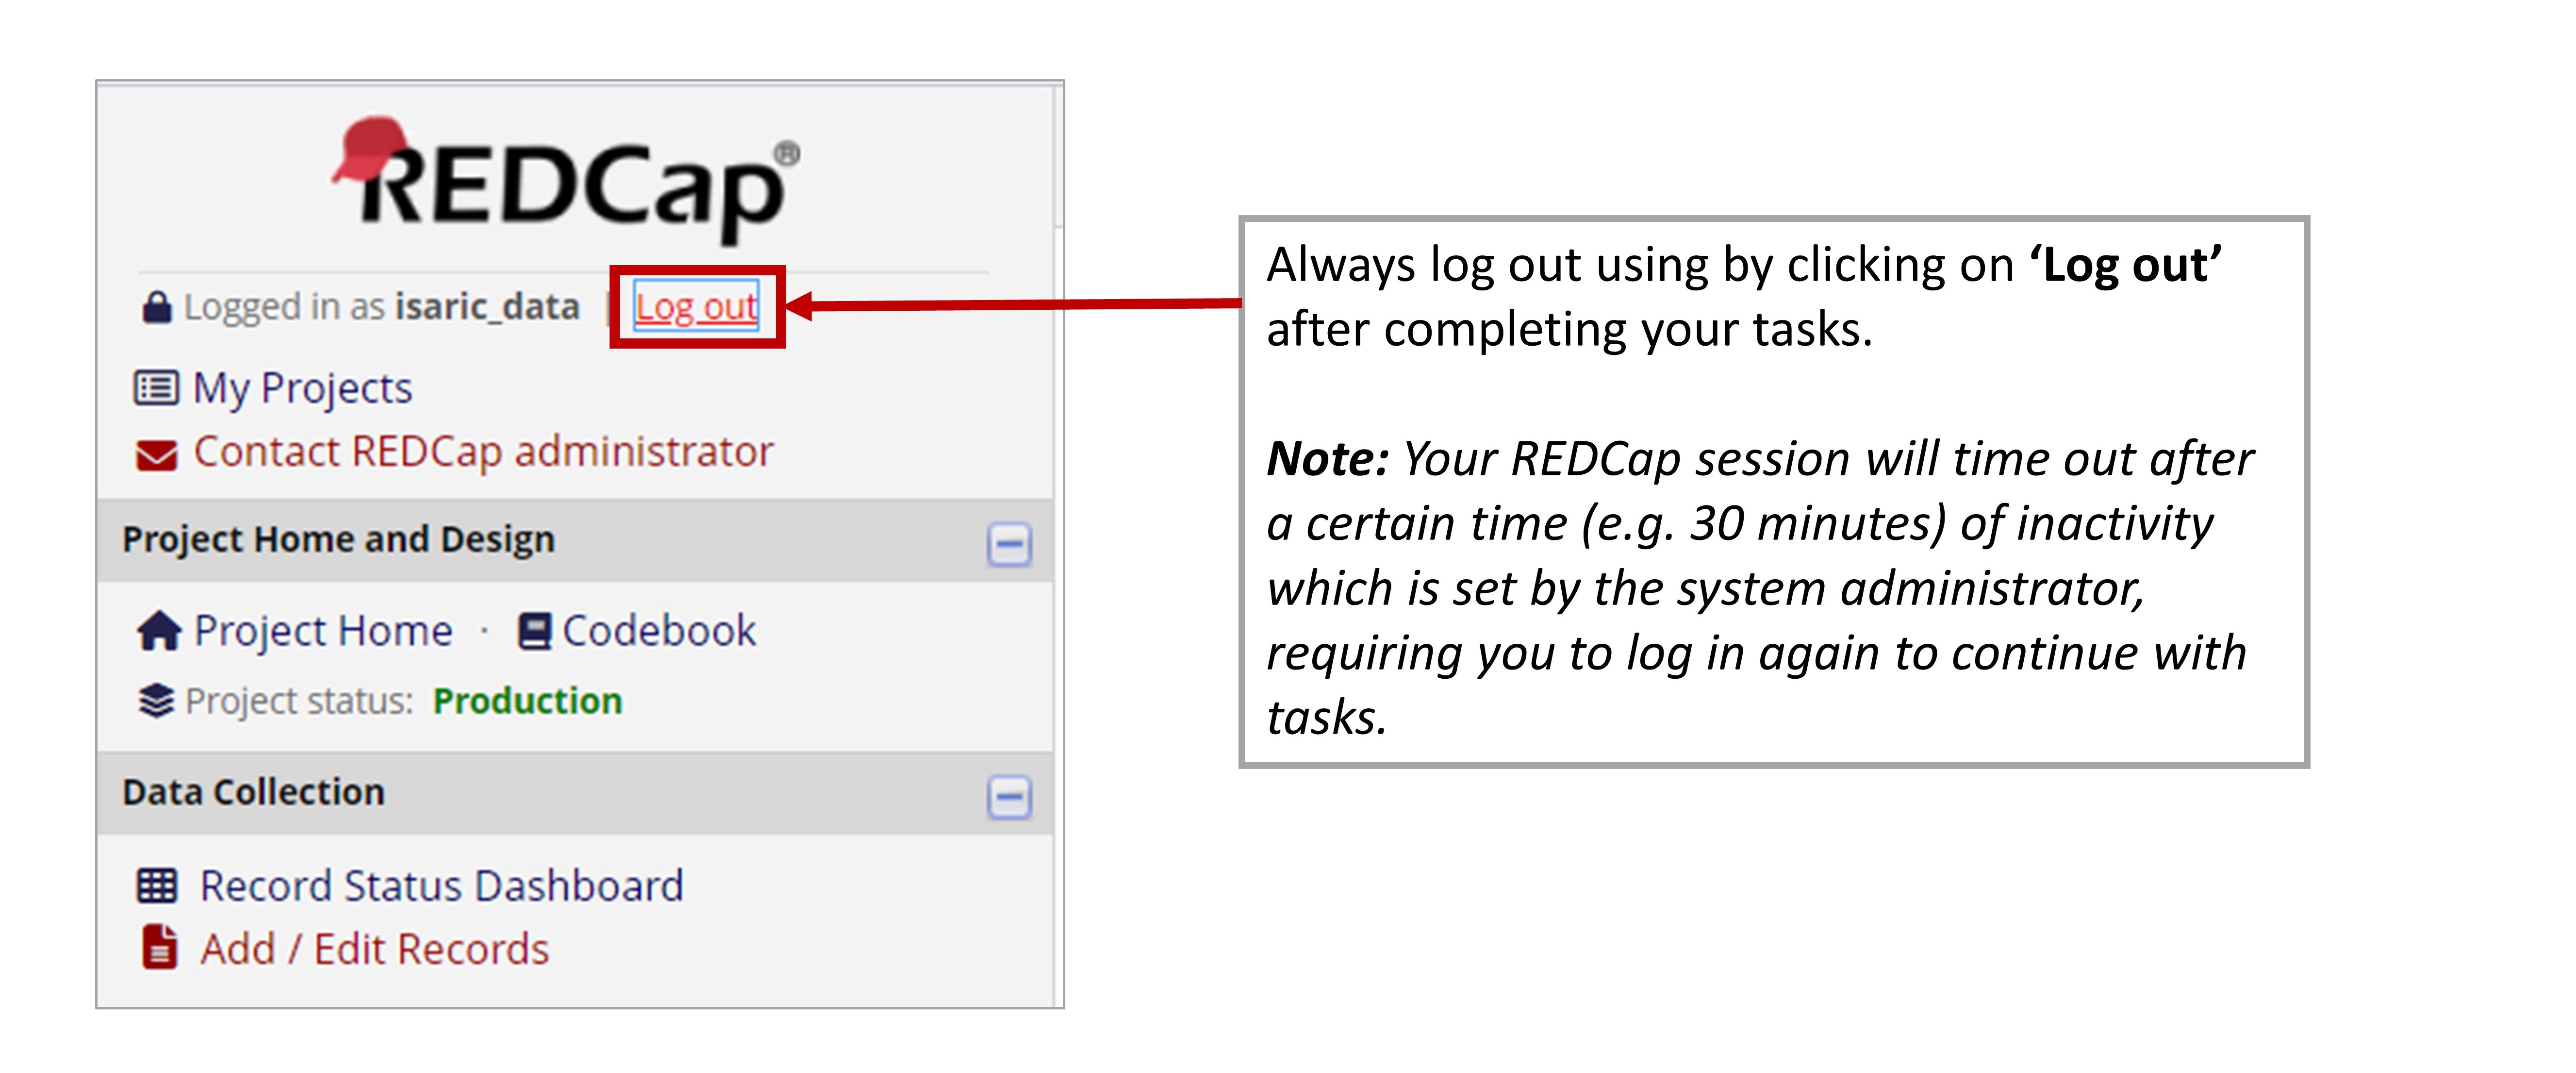 REDCap®
Logged in as isaric_data | Log out
My Projects
Contact REDCap administrator
Project Home and Design
Project Home · Codebook
Project status: Production
Data Collection
Record Status Dashboard
Add / Edit Records
Always log out using by clicking on ‘Log out’
after completing your tasks.
Note: Your REDCap session will time out after
a certain time (e.g. 30 minutes) of inactivity
which is set by the system administrator,
requiring you to log in again to continue with
tasks.